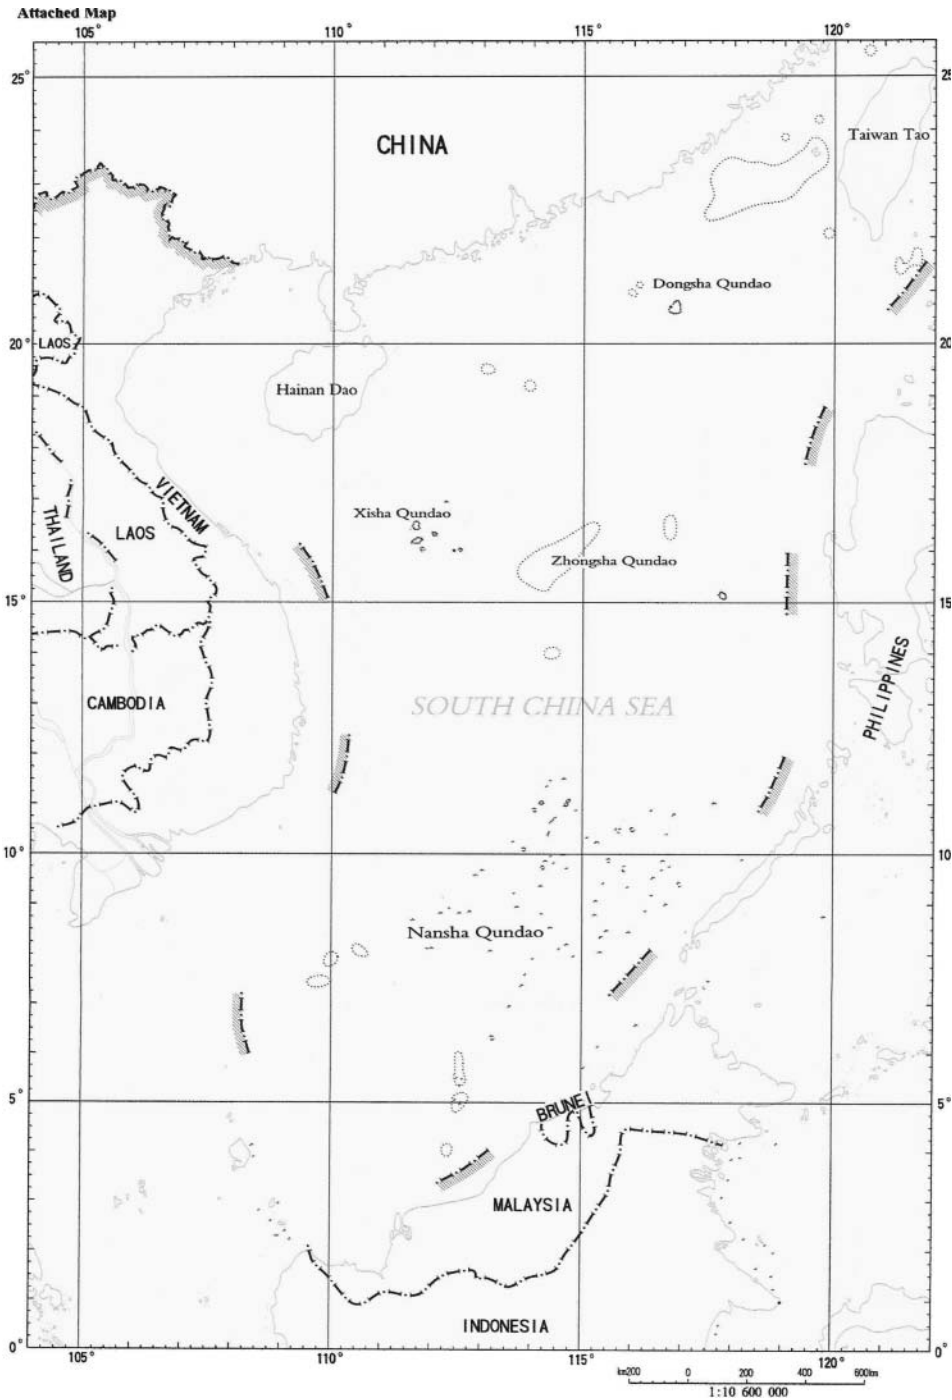 Attached Map
105° 110° 115° 120°
25° 25°
CHINA
Taiwan Tao
Dongsha Qundao
20° LAOS 20°
Hainan Dao
VIETNAM
Xisha Qundao
THAILAND
LAOS
Zhongsha Qundao
15° 15°
PHILIPPINES
CAMBODIA
SOUTH CHINA SEA
10° 10°
Nansha Qundao
5° 5°
BRUNEI
MALAYSIA
INDONESIA
0° 0°
105° 110° 115° 120°
km200 0 200 400 600km
1:10 600 000